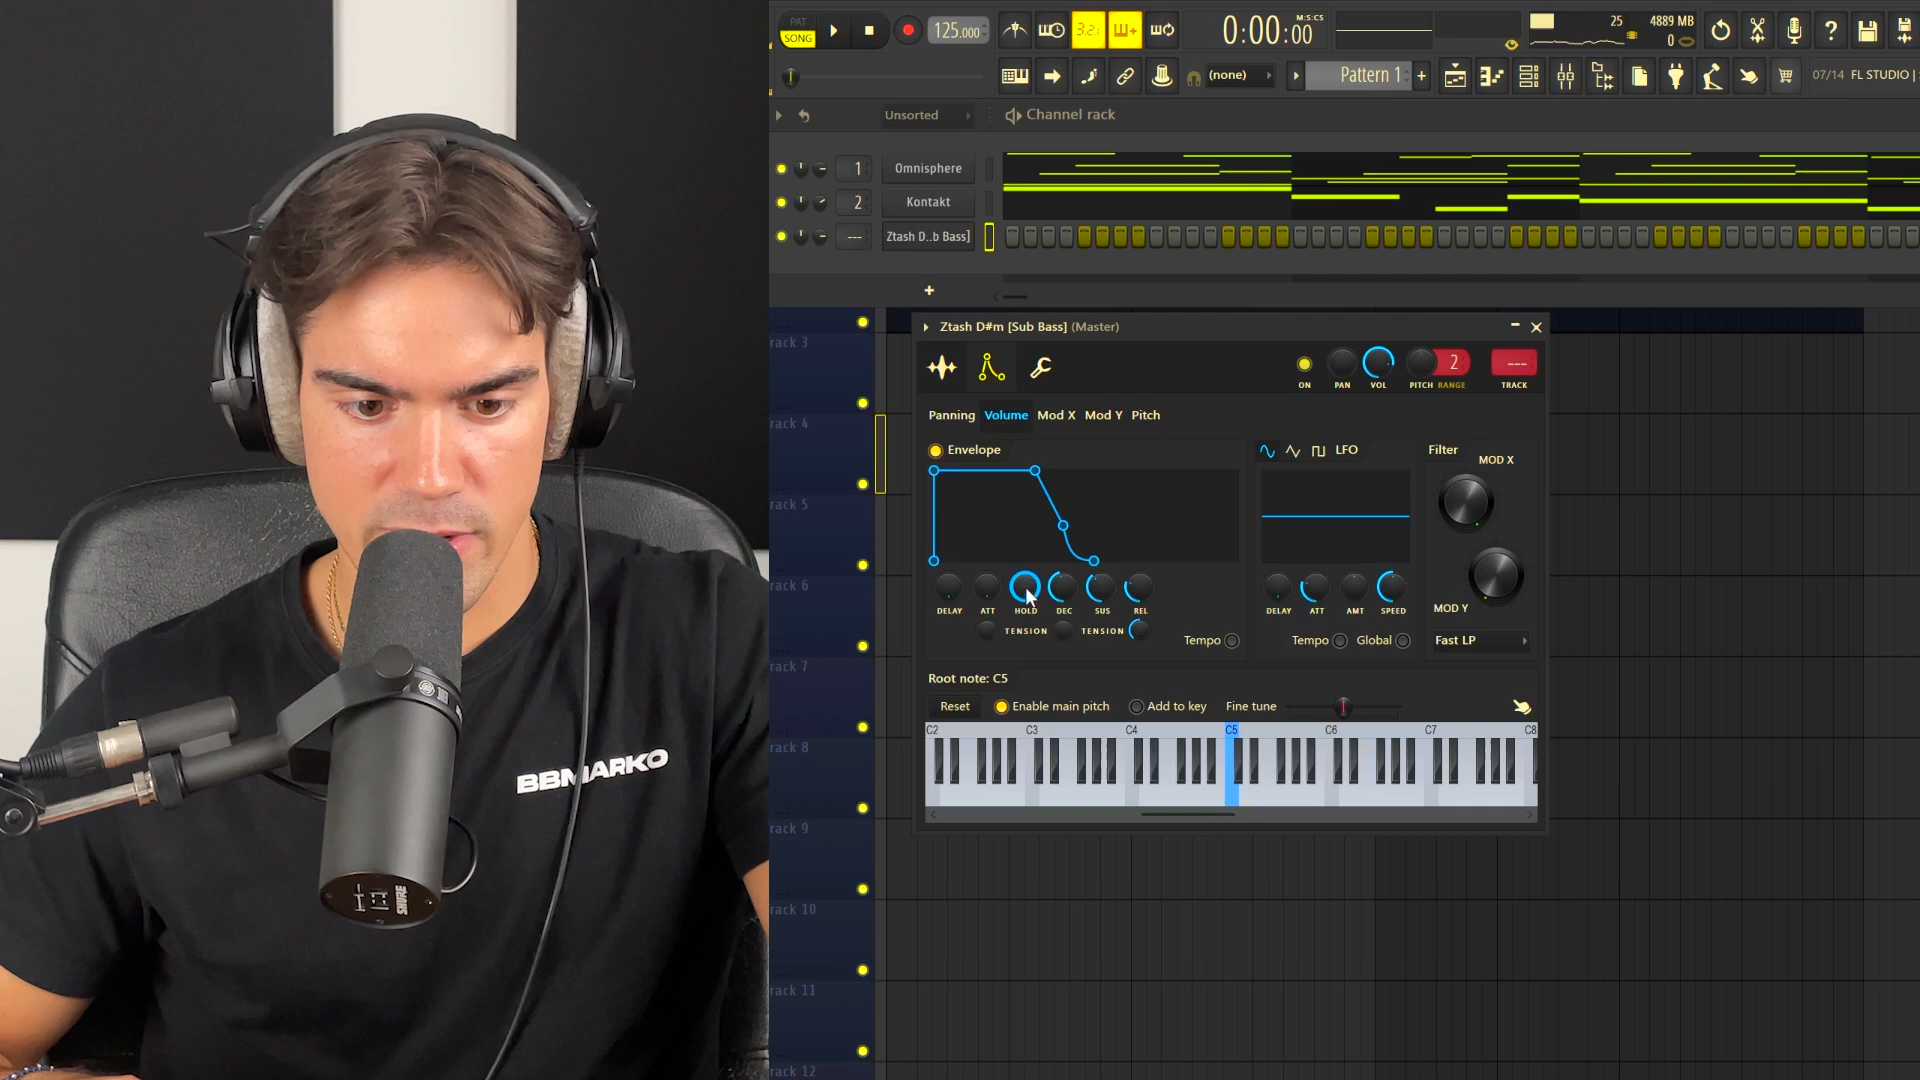 PAT
SONG
125.000
3.2.
0:00:00
M:S:CS
25
4889 MB
0
(none)
Pattern 1
+
07/14 FL STUDIO |
Unsorted
Channel rack
1
Omnisphere
2
Kontakt
---
Ztash D..b Bass]
+
rack 3
rack 4
rack 5
rack 6
rack 7
rack 8
rack 9
rack 10
rack 11
rack 12
Ztash D#m [Sub Bass] (Master)
2
---
ON
PAN
VOL
PITCH RANGE
TRACK
Panning Volume Mod X Mod Y Pitch
Envelope
LFO
Filter
MOD X
DELAY ATT HOLD DEC SUS REL
TENSION TENSION
Tempo
DELAY ATT AMT SPEED
Tempo Global
MOD Y
Fast LP
Root note: C5
Reset Enable main pitch Add to key Fine tune
C2 C3 C4 C5 C6 C7 C8
BBMARKO
SHURE